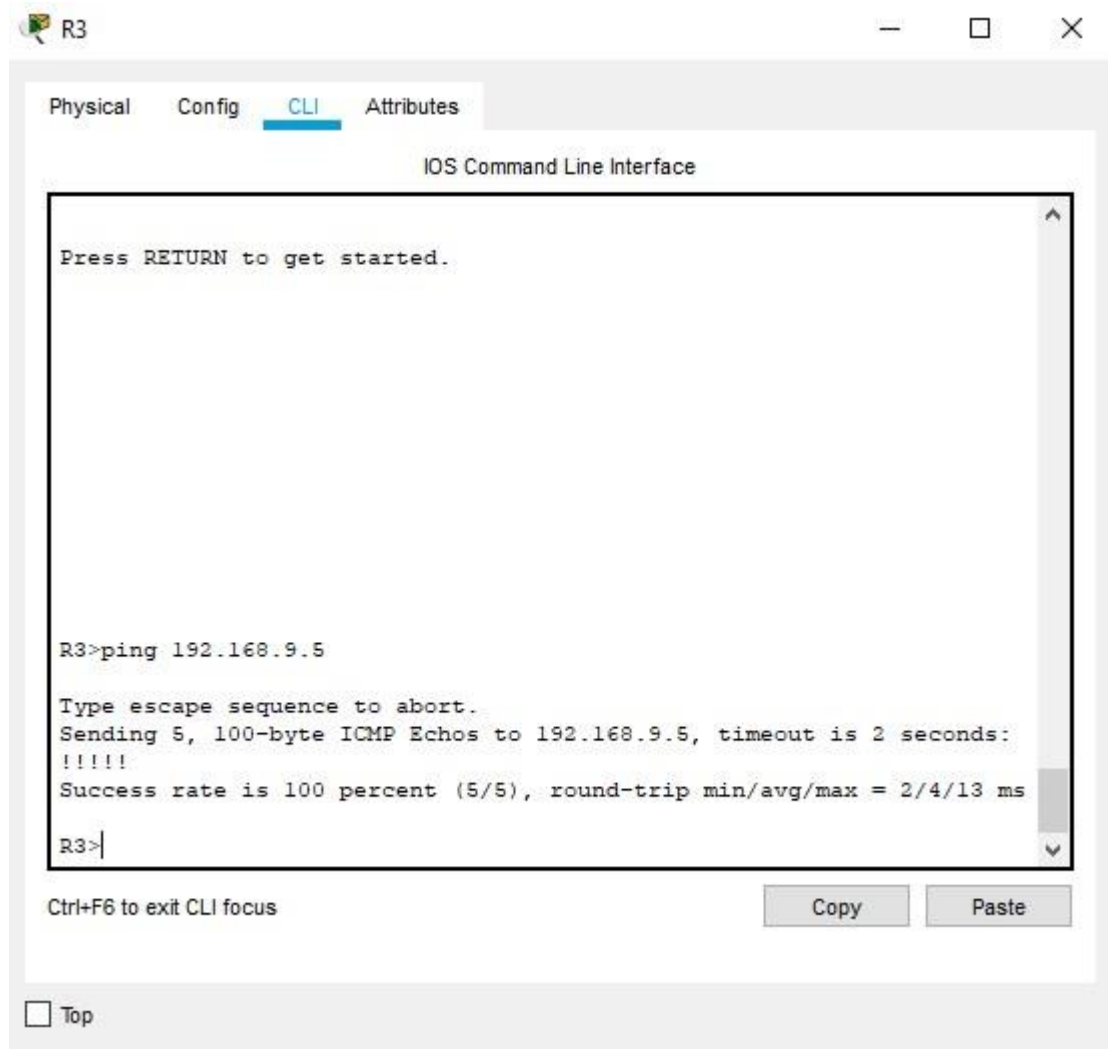 R3
Physical Config CLI Attributes
IOS Command Line Interface
Press RETURN to get started.
R3>ping 192.168.9.5
Type escape sequence to abort.
Sending 5, 100-byte ICMP Echos to 192.168.9.5, timeout is 2 seconds:
!!!!!
Success rate is 100 percent (5/5), round-trip min/avg/max = 2/4/13 ms
R3>
Ctrl+F6 to exit CLI focus
Copy Paste
Top